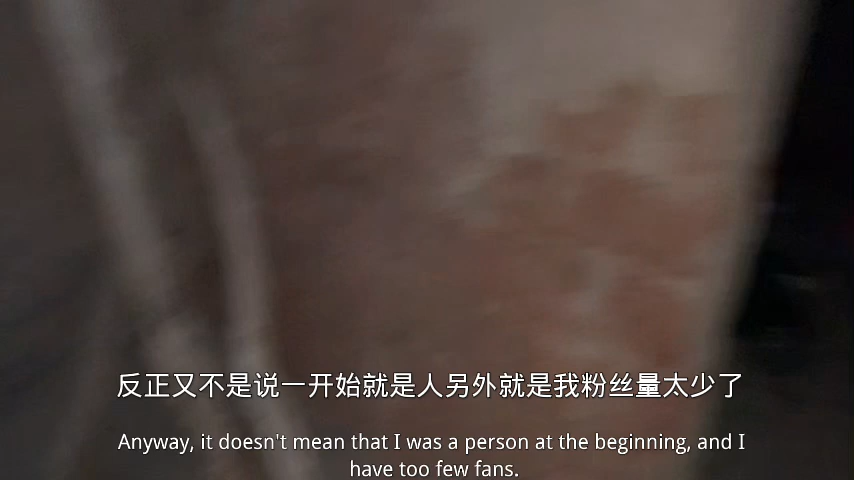 反正又不是说一开始就是人另外就是我粉丝量太少了
Anyway, it doesn't mean that I was a person at the beginning, and I
have too few fans.